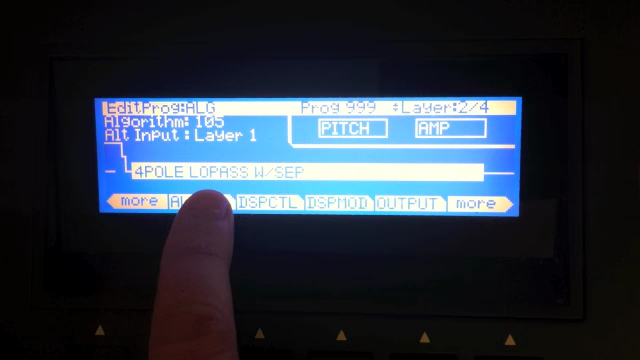 EditProg:ALG Prog 999 ÷Layer:2/4
Algorithm: 105
PITCH AMP
Alt Input : Layer 1
4POLE LOPASS W/SEP
more DSPCTL DSPMOD OUTPUT more